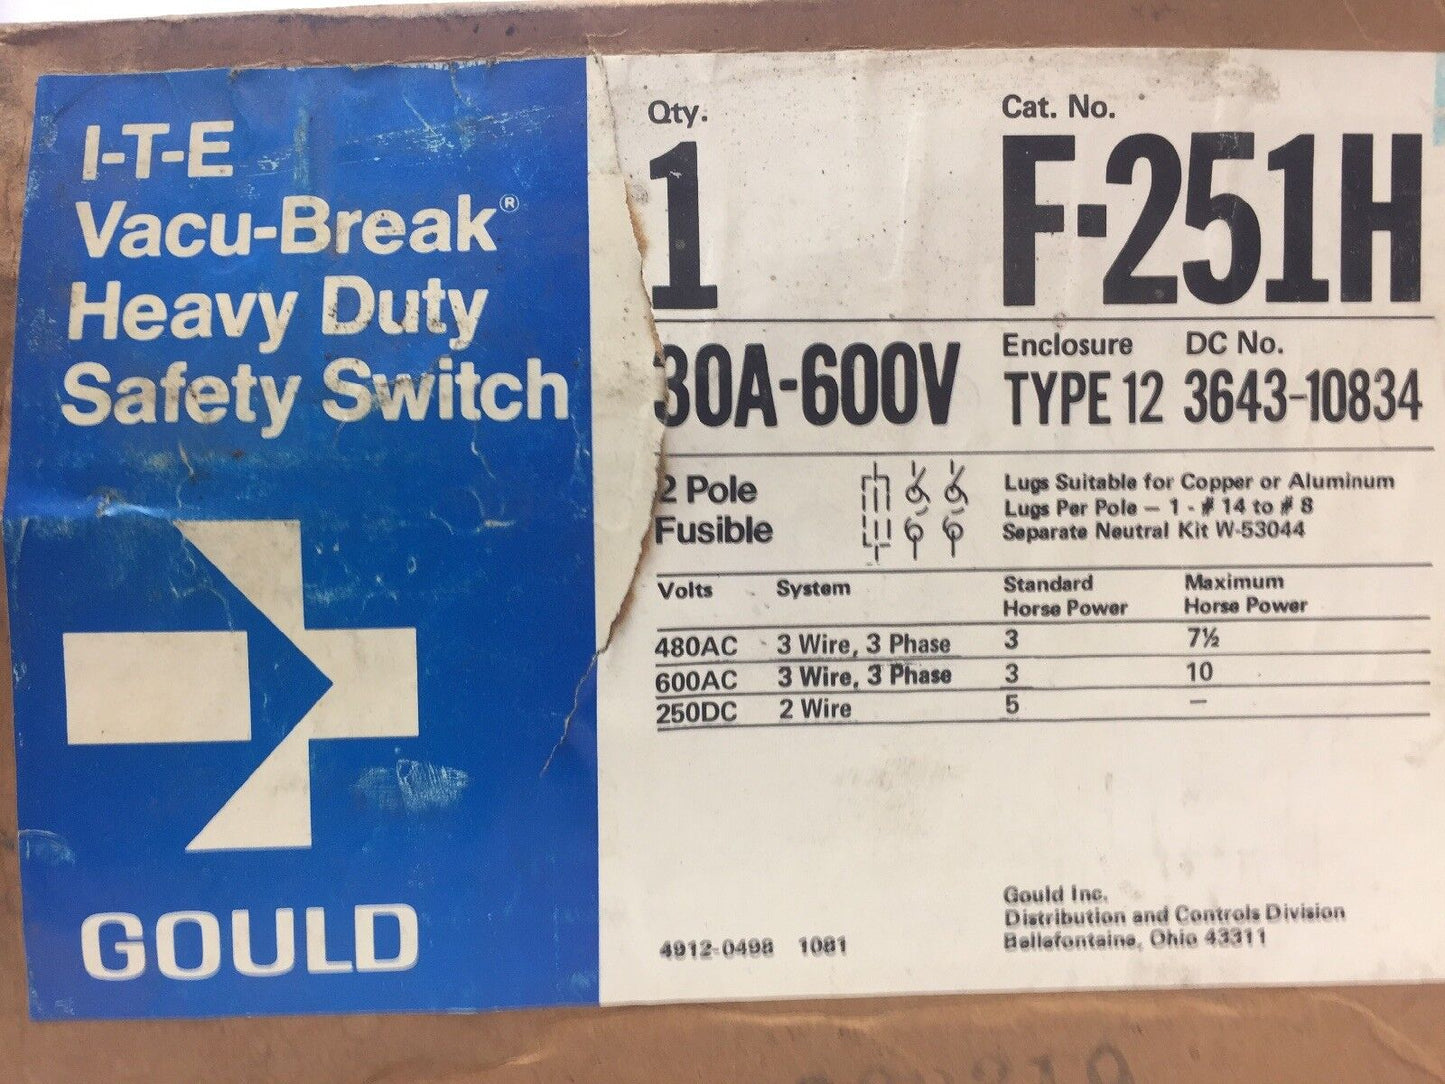 I-T-E
Vacu-Break®
Heavy Duty
Safety Switch
GOULD
Qty.
1
Cat. No.
F-251H
30A-600V
Enclosure
TYPE 12
DC No.
3643-10834
2 Pole
Fusible
Lugs Suitable for Copper or Aluminum
Lugs Per Pole — 1 - # 14 to # 8
Separate Neutral Kit W-53044
Volts System Standard Horse Power Maximum Horse Power
480AC 3 Wire, 3 Phase 3 7½
600AC 3 Wire, 3 Phase 3 10
250DC 2 Wire 5 —
4912-0498 1081
Gould Inc.
Distribution and Controls Division
Bellefontaine, Ohio 43311